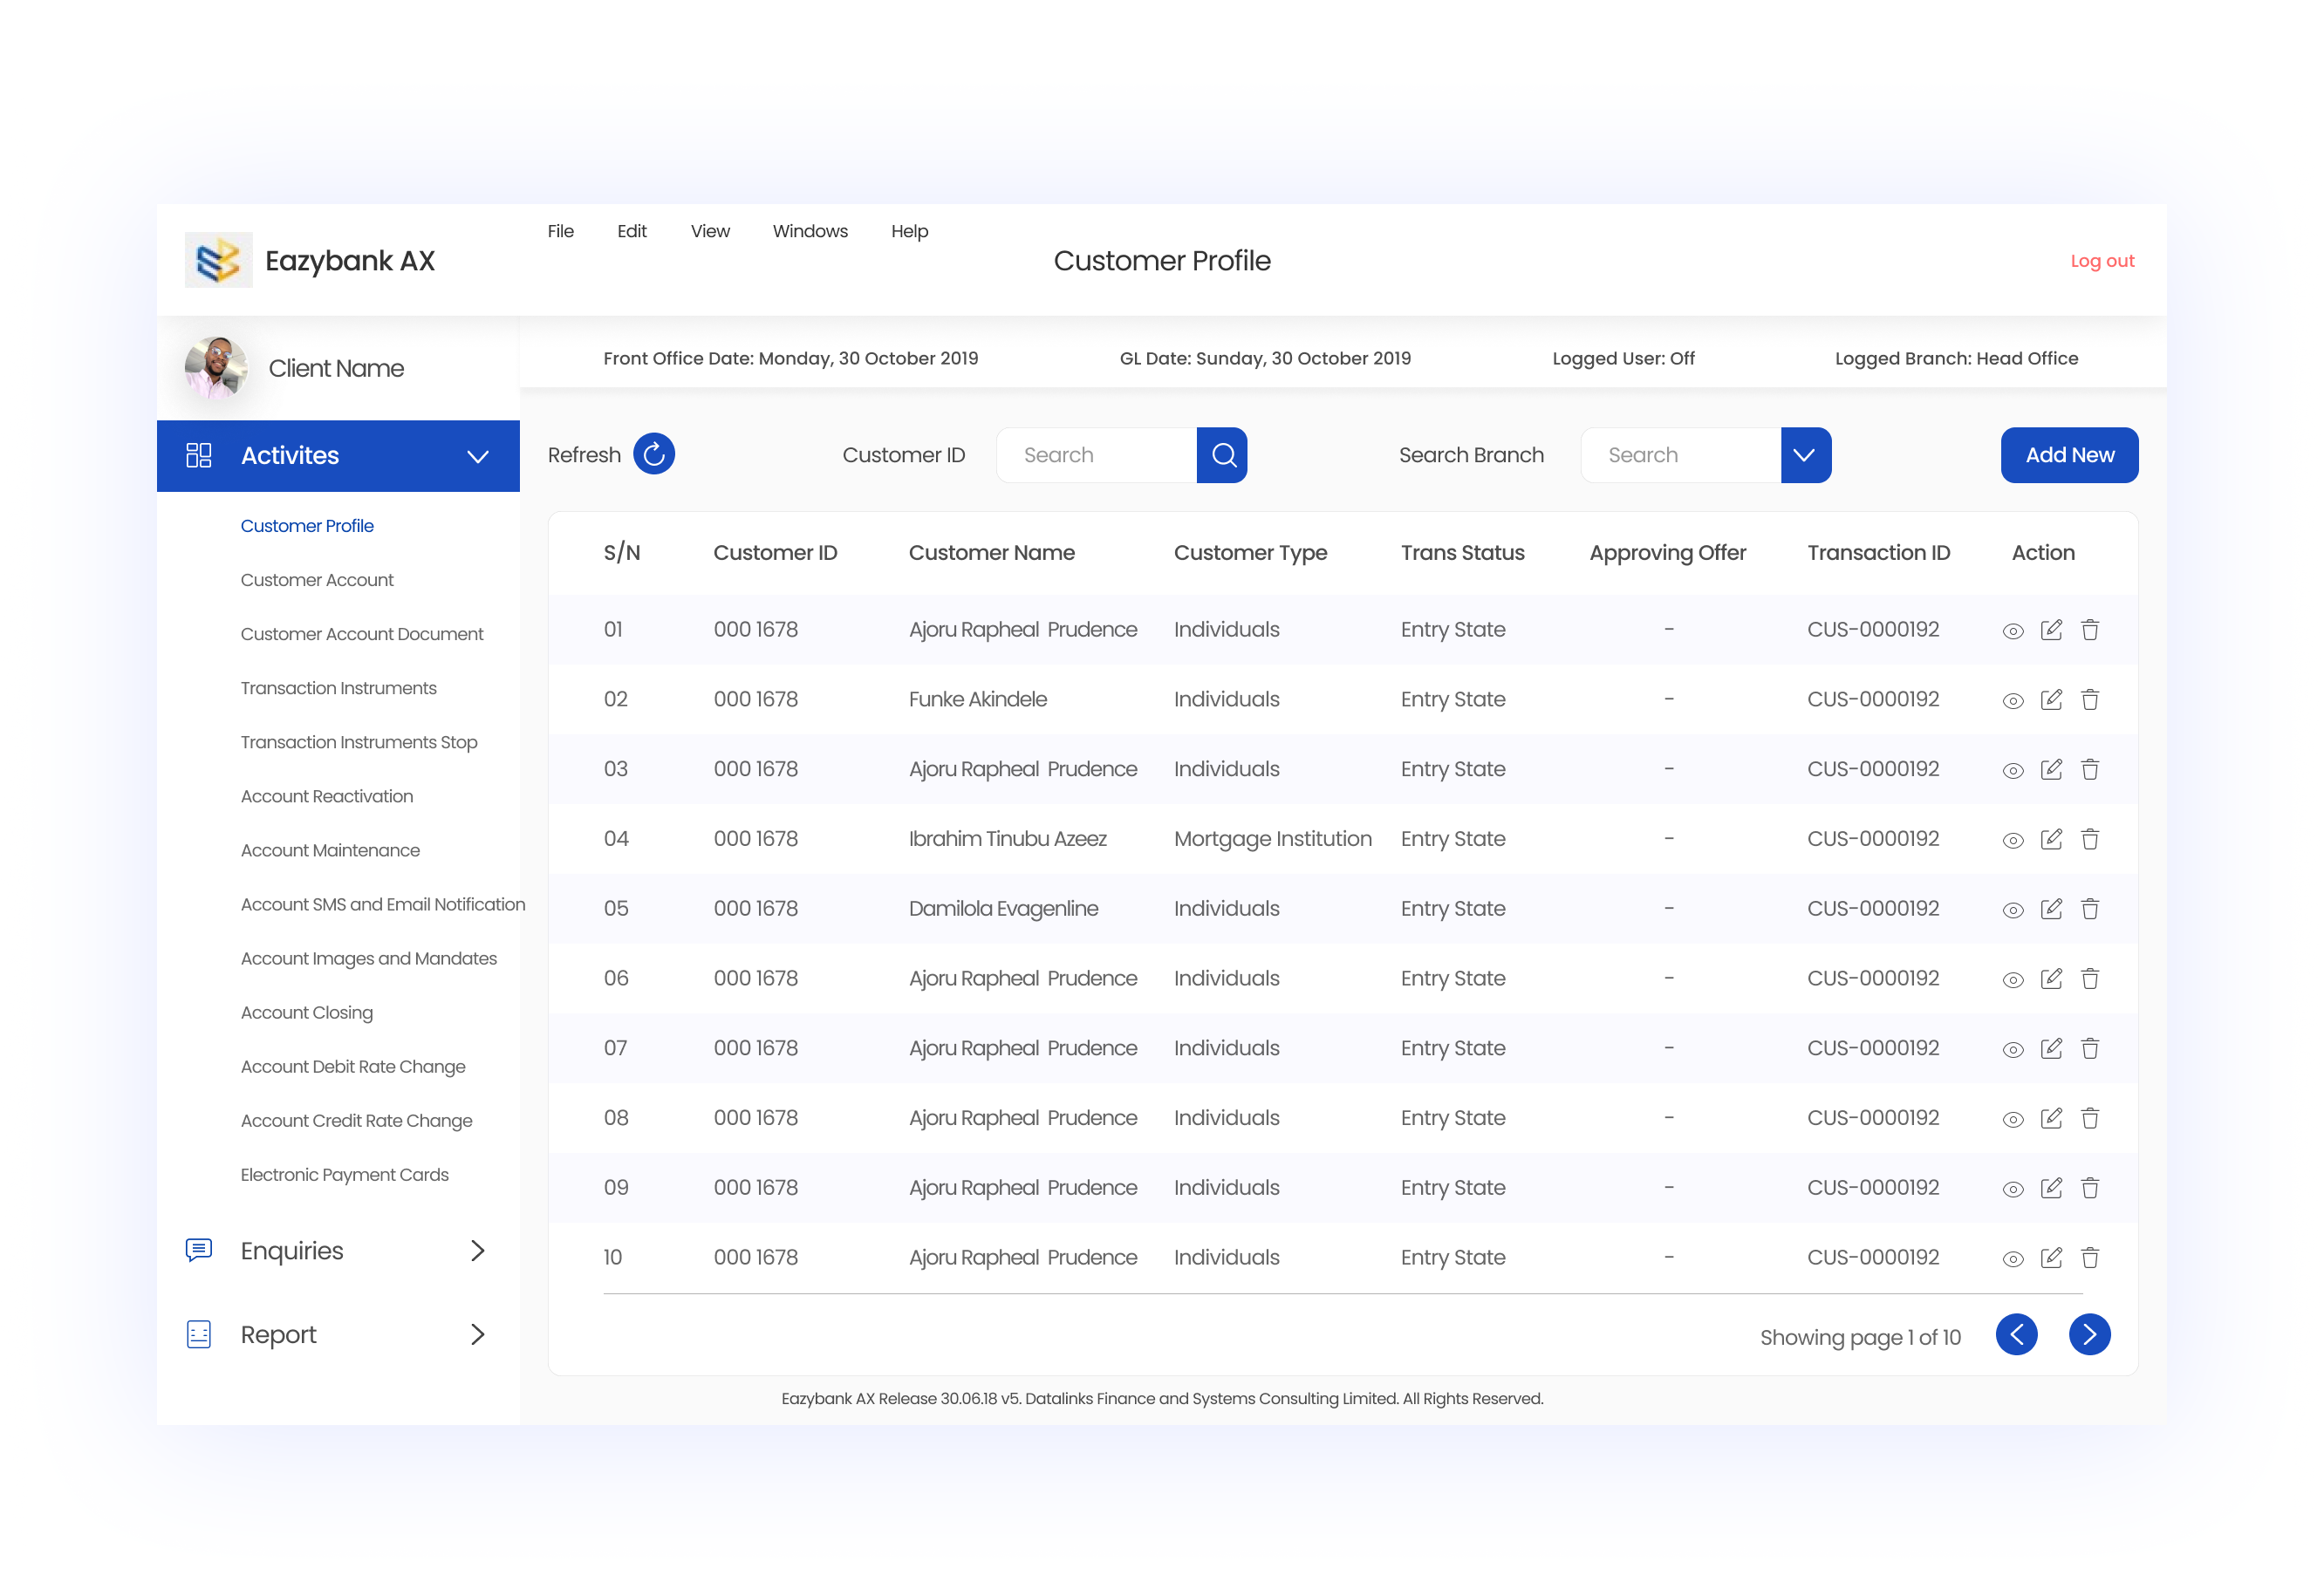 File Edit View Windows Help
Eazybank AX
Customer Profile
Log out
Client Name
Front Office Date: Monday, 30 October 2019 GL Date: Sunday, 30 October 2019 Logged User: Off Logged Branch: Head Office
Activites
Customer Profile
Customer Account
Customer Account Document
Transaction Instruments
Transaction Instruments Stop
Account Reactivation
Account Maintenance
Account SMS and Email Notification
Account Images and Mandates
Account Closing
Account Debit Rate Change
Account Credit Rate Change
Electronic Payment Cards
Enquiries
Report
Refresh Customer ID Search Search Branch Search Add New
S/N Customer ID Customer Name Customer Type Trans Status Approving Offer Transaction ID Action
01 000 1678 Ajoru Rapheal Prudence Individuals Entry State - CUS-0000192
02 000 1678 Funke Akindele Individuals Entry State - CUS-0000192
03 000 1678 Ajoru Rapheal Prudence Individuals Entry State - CUS-0000192
04 000 1678 Ibrahim Tinubu Azeez Mortgage Institution Entry State - CUS-0000192
05 000 1678 Damilola Evagenline Individuals Entry State - CUS-0000192
06 000 1678 Ajoru Rapheal Prudence Individuals Entry State - CUS-0000192
07 000 1678 Ajoru Rapheal Prudence Individuals Entry State - CUS-0000192
08 000 1678 Ajoru Rapheal Prudence Individuals Entry State - CUS-0000192
09 000 1678 Ajoru Rapheal Prudence Individuals Entry State - CUS-0000192
10 000 1678 Ajoru Rapheal Prudence Individuals Entry State - CUS-0000192
Showing page 1 of 10
Eazybank AX Release 30.06.18 v5. Datalinks Finance and Systems Consulting Limited. All Rights Reserved.